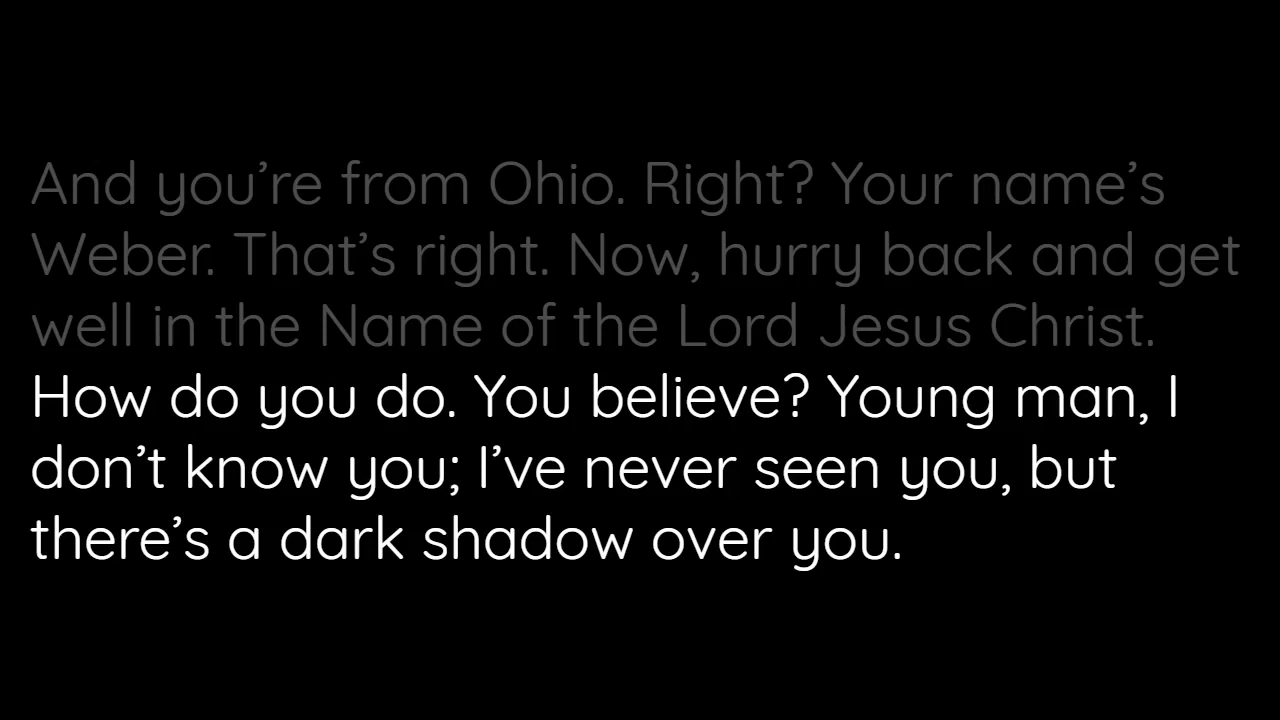 And you’re from Ohio. Right? Your name’s
Weber. That’s right. Now, hurry back and get
well in the Name of the Lord Jesus Christ.
How do you do. You believe? Young man, I
don’t know you; I’ve never seen you, but
there’s a dark shadow over you.